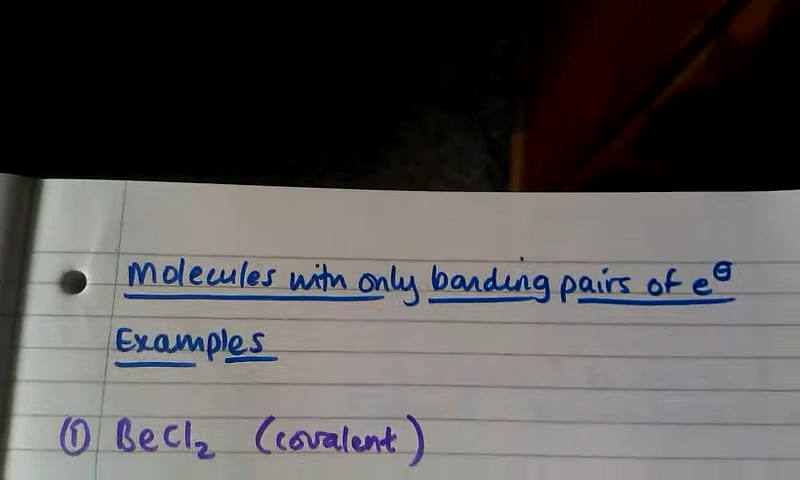 Molecules with only bonding pairs of e⊖
Examples
① BeCl₂ (covalent)